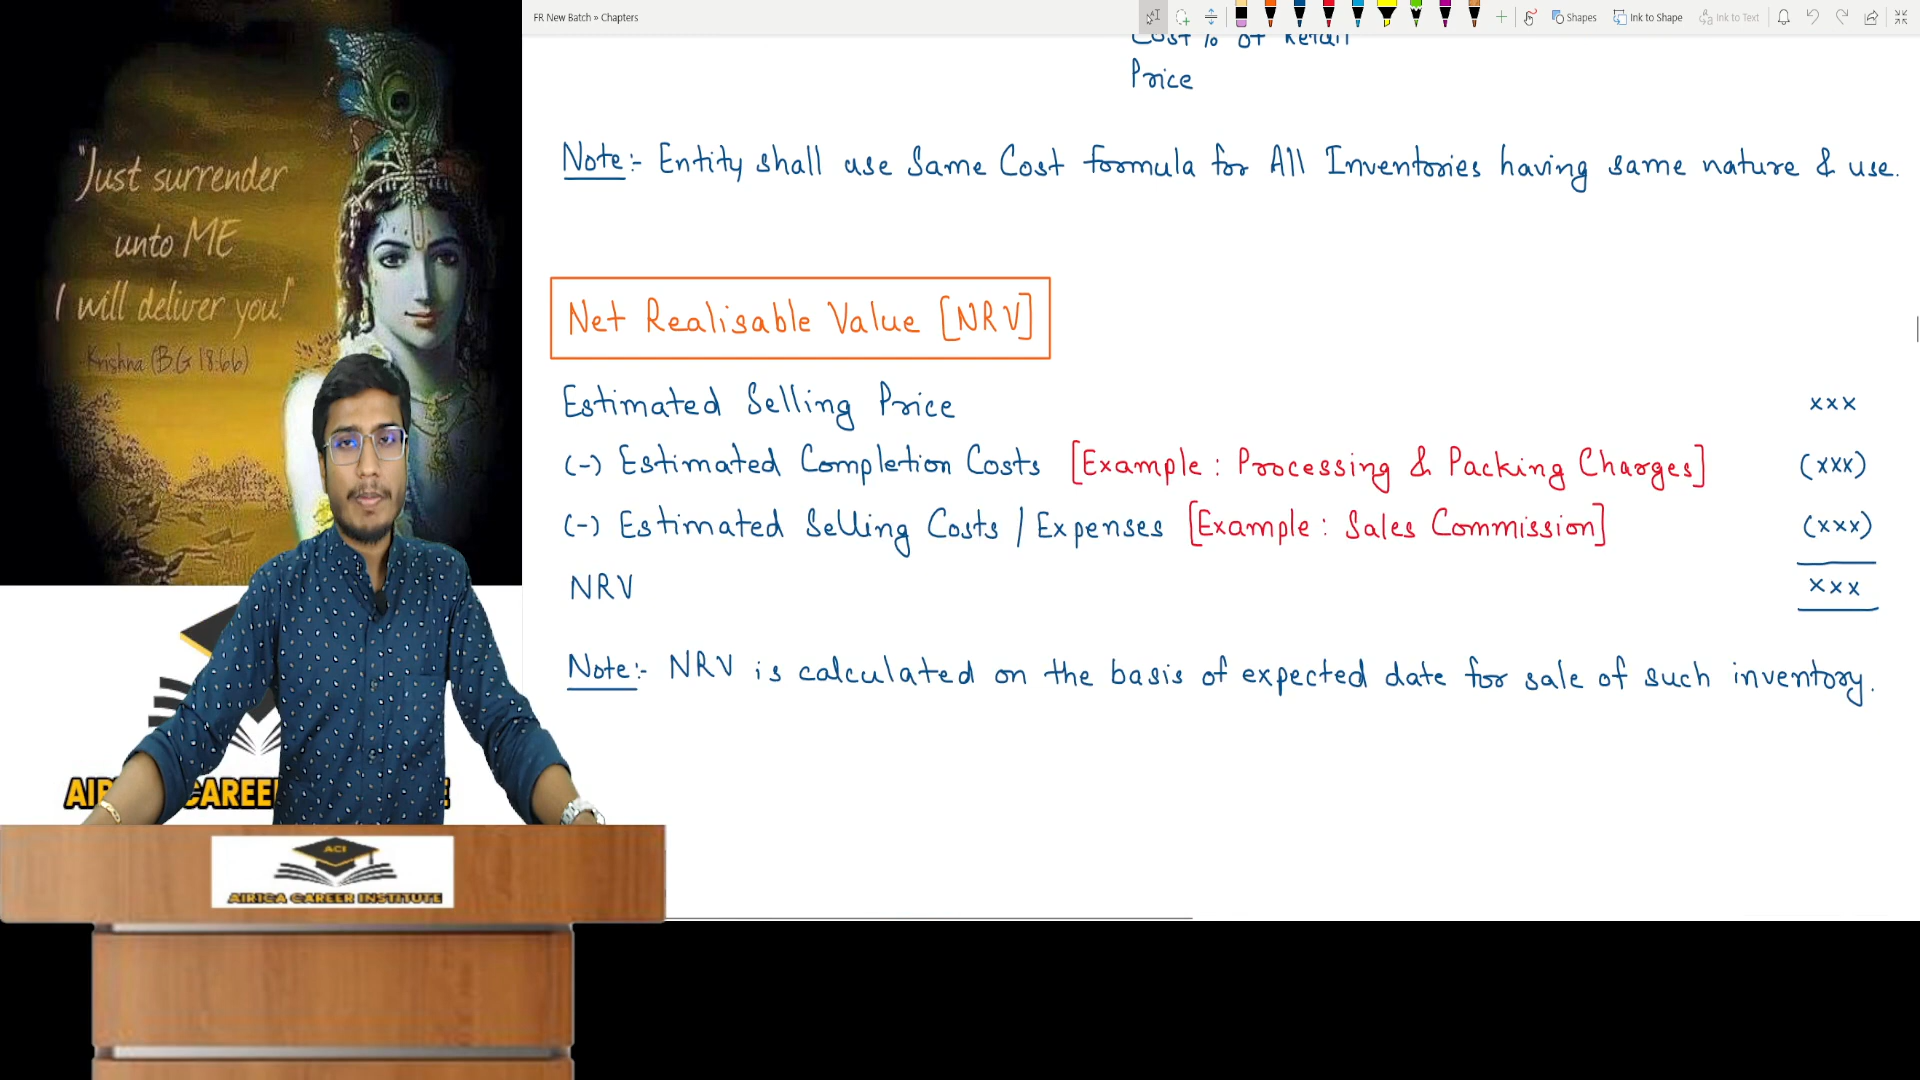 FR New Batch » Chapters
Shapes
Ink to Shape
Ink to Text
Cost % of Retail
Price
Note:- Entity shall use Same Cost formula for All Inventories having same nature & use.
Net Realisable Value [NRV]
Estimated Selling Price xxx
(-) Estimated Completion Costs [Example : Processing & Packing Charges] (xxx)
(-) Estimated Selling Costs / Expenses [Example : Sales Commission] (xxx)
NRV xxx
Note:- NRV is calculated on the basis of expected date for sale of such inventory.
"Just surrender
unto ME
I will deliver you!"
Krishna (B.G 18:66)
ACI
AIRICA CAREER INSTITUTE